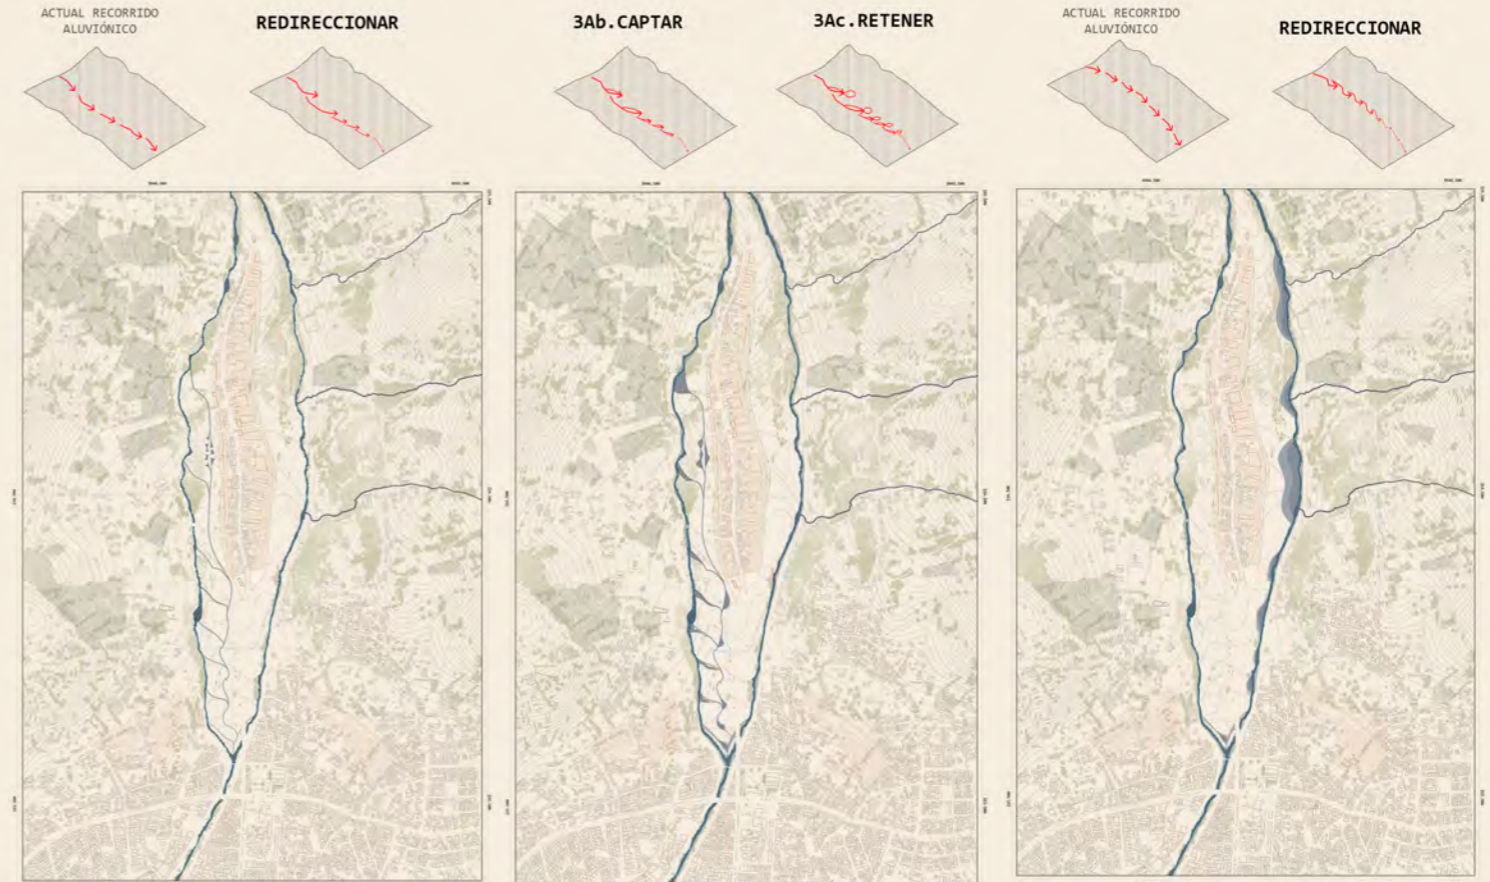 ACTUAL RECORRIDO
ALUVIÓNICO
REDIRECCIONAR
3Ab.CAPTAR
3Ac.RETENER
ACTUAL RECORRIDO
ALUVIÓNICO
REDIRECCIONAR